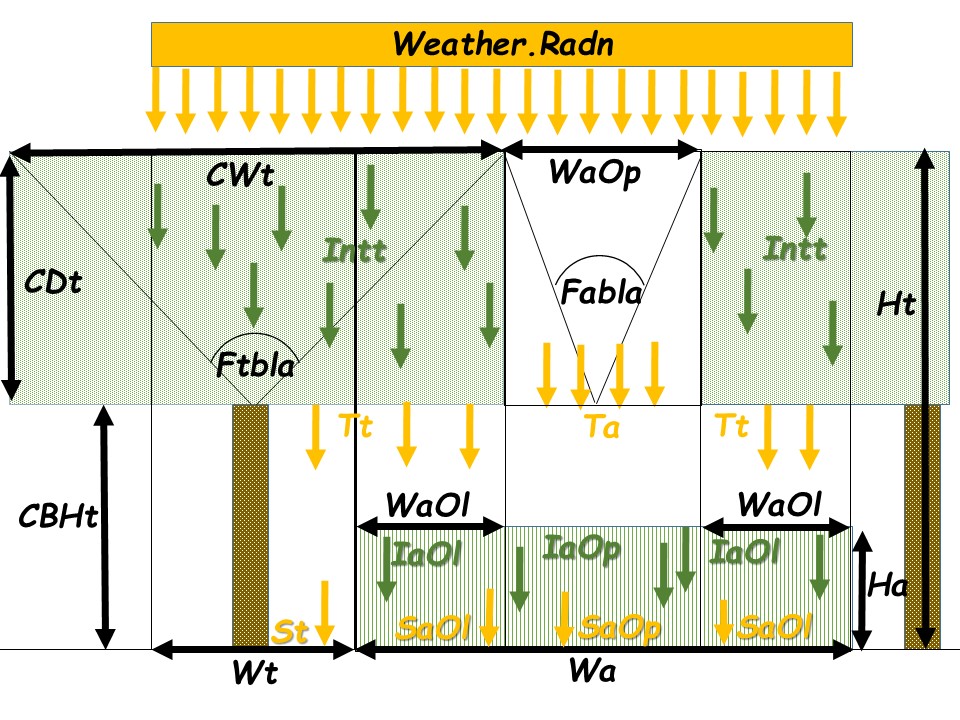 Weather.Radn
CWt
WaOp
Intt
Intt
CDt
Fabla
Ht
Ftbla
Tt
Ta
Tt
WaOl
WaOl
CBHt
IaOl
IaOp
IaOl
Ha
St
SaOl
SaOp
SaOl
Wt
Wa